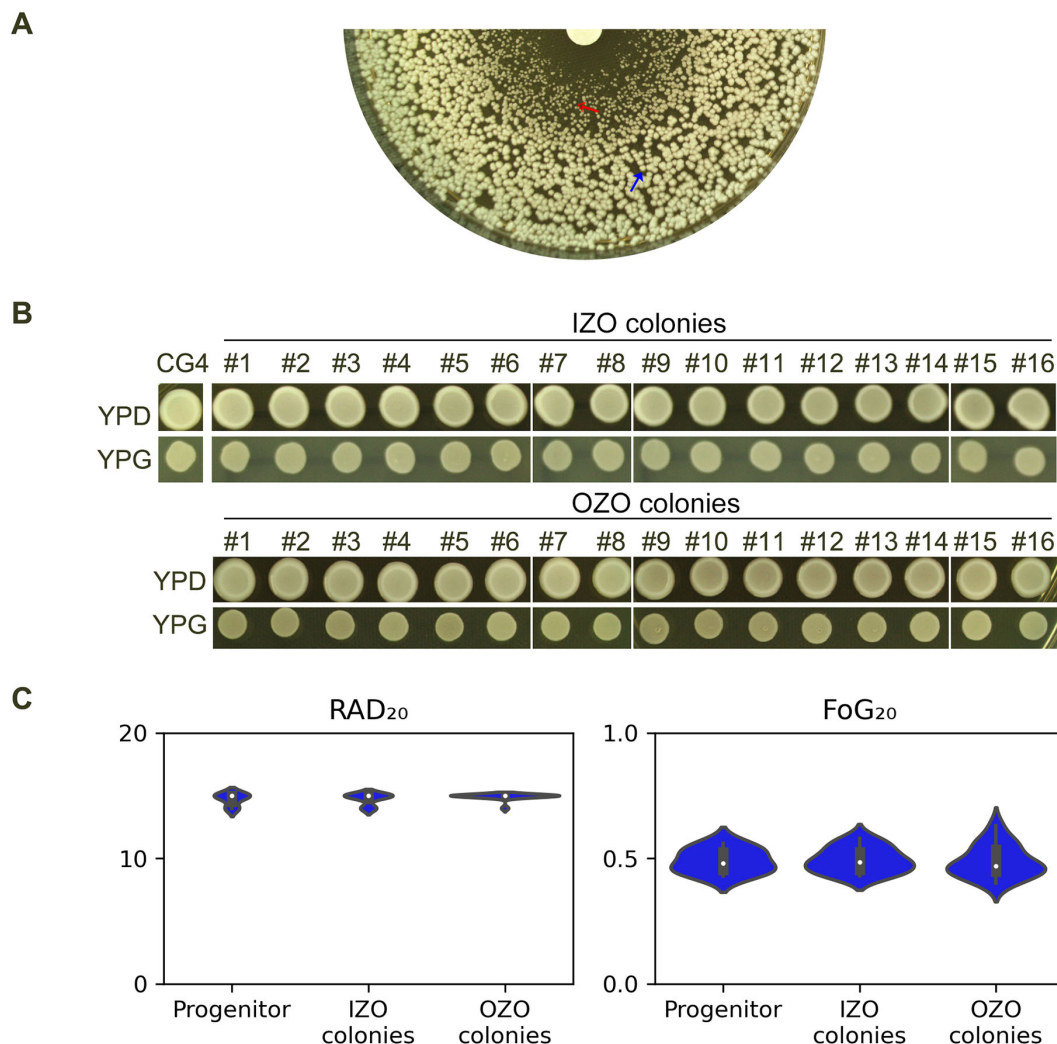 A
B
IZO colonies
CG4 #1 #2 #3 #4 #5 #6 #7 #8 #9 #10 #11 #12 #13 #14 #15 #16
YPD
YPG
OZO colonies
#1 #2 #3 #4 #5 #6 #7 #8 #9 #10 #11 #12 #13 #14 #15 #16
YPD
YPG
C
RAD₂₀
20
10
0
Progenitor IZO colonies OZO colonies
FoG₂₀
1.0
0.5
0.0
Progenitor IZO colonies OZO colonies